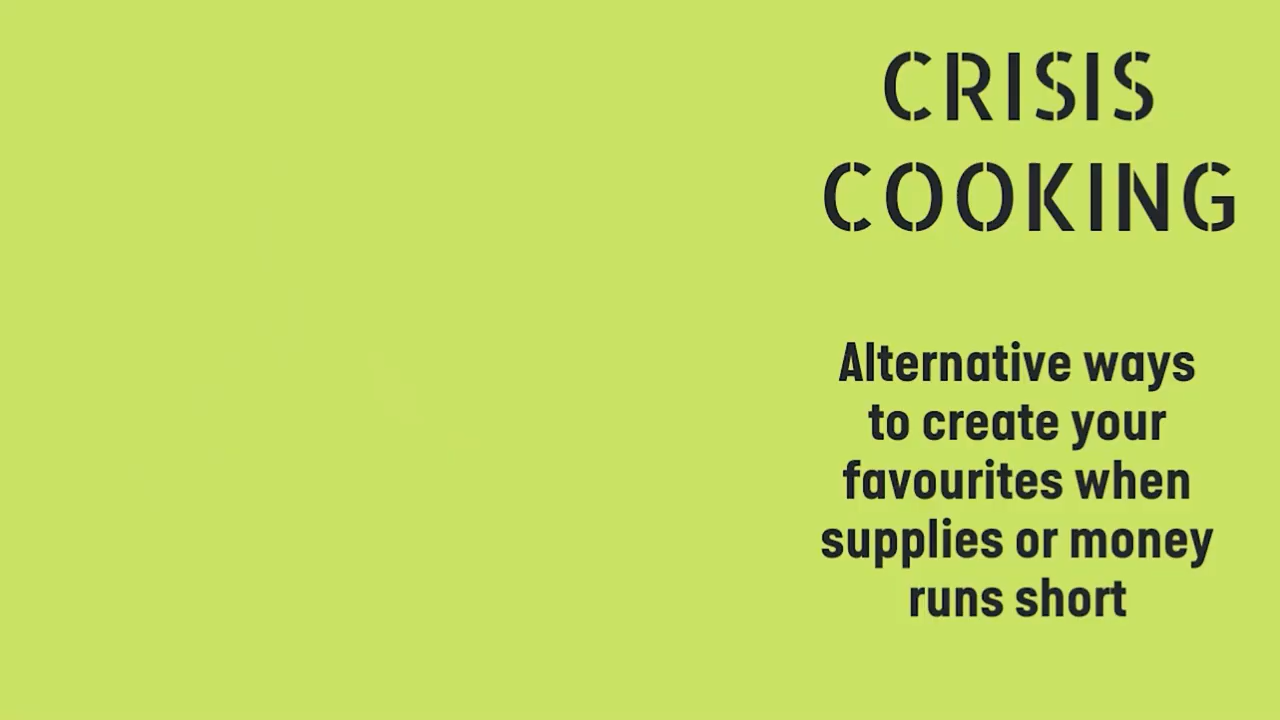 CRISIS
COOKING
Alternative ways
to create your
favourites when
supplies or money
runs short